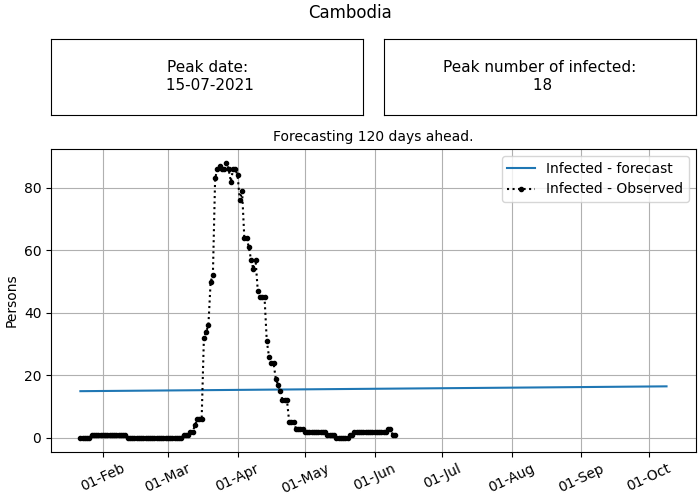 Cambodia
Peak date:
15-07-2021
Peak number of infected:
18
Forecasting 120 days ahead.
Infected - forecast
Infected - Observed
Persons
80
60
40
20
0
01-Feb
01-Mar
01-Apr
01-May
01-Jun
01-Jul
01-Aug
01-Sep
01-Oct